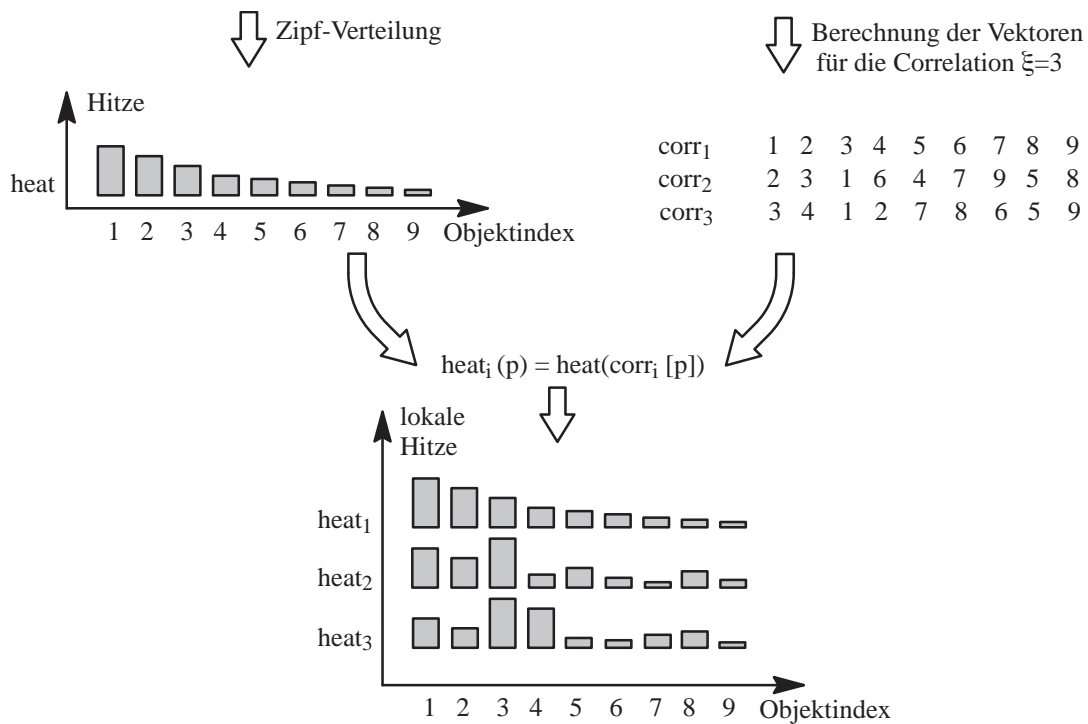 Zipf-Verteilung
Berechnung der Vektoren
für die Correlation ξ=3
Hitze
heat
1 2 3 4 5 6 7 8 9 Objektindex
corr1 1 2 3 4 5 6 7 8 9
corr2 2 3 1 6 4 7 9 5 8
corr3 3 4 1 2 7 8 6 5 9
heati (p) = heat(corri [p])
lokale
Hitze
heat1
heat2
heat3
1 2 3 4 5 6 7 8 9 Objektindex